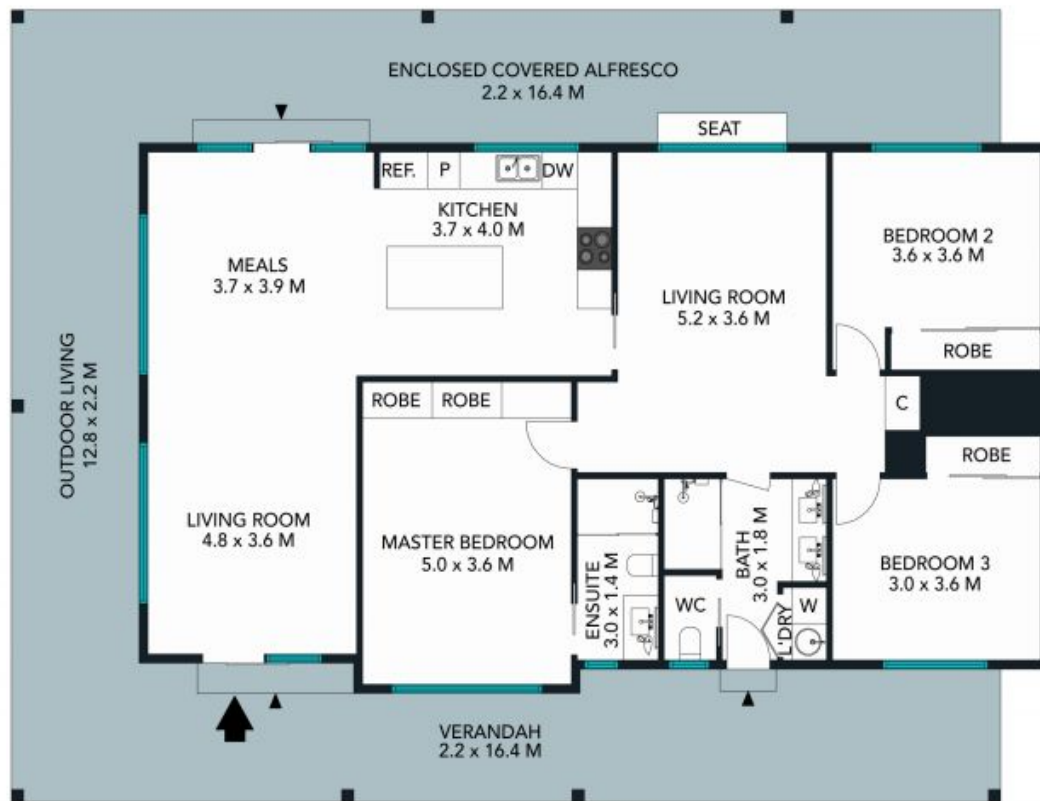 ENCLOSED COVERED ALFRESCO
2.2 x 16.4 M
SEAT
REF.
P
DW
KITCHEN
3.7 x 4.0 M
MEALS
3.7 x 3.9 M
LIVING ROOM
5.2 x 3.6 M
BEDROOM 2
3.6 x 3.6 M
ROBE
OUTDOOR LIVING
12.8 x 2.2 M
ROBE
ROBE
C
ROBE
LIVING ROOM
4.8 x 3.6 M
MASTER BEDROOM
5.0 x 3.6 M
ENSUITE
3.0 x 1.4 M
WC
BATH
3.0 x 1.8 M
L'DRY
W
BEDROOM 3
3.0 x 3.6 M
VERANDAH
2.2 x 16.4 M